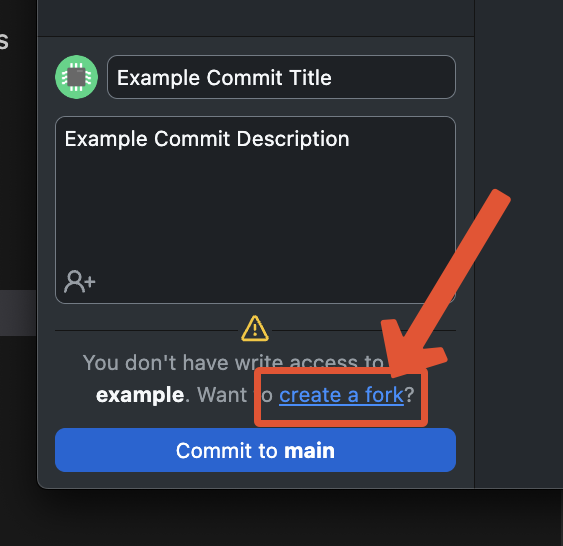 s
Example Commit Title
Example Commit Description
You don't have write access to
example. Want to create a fork?
Commit to main